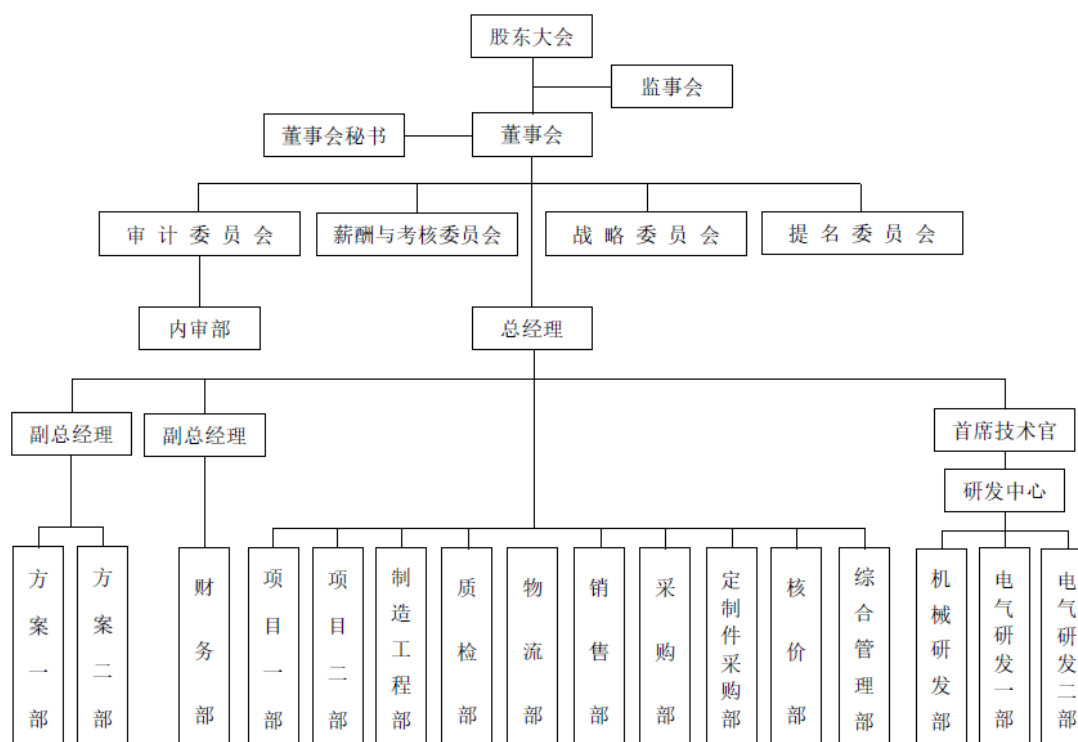 股东大会
监事会
董事会秘书
董事会
审计委员会
薪酬与考核委员会
战略委员会
提名委员会
内审部
总经理
副总经理
副总经理
首席技术官
研发中心
方案一部
方案二部
财务部
项目一部
项目二部
制造工程部
质检部
物流部
销售部
采购部
定制件采购部
核价部
综合管理部
机械研发部
电气研发一部
电气研发二部